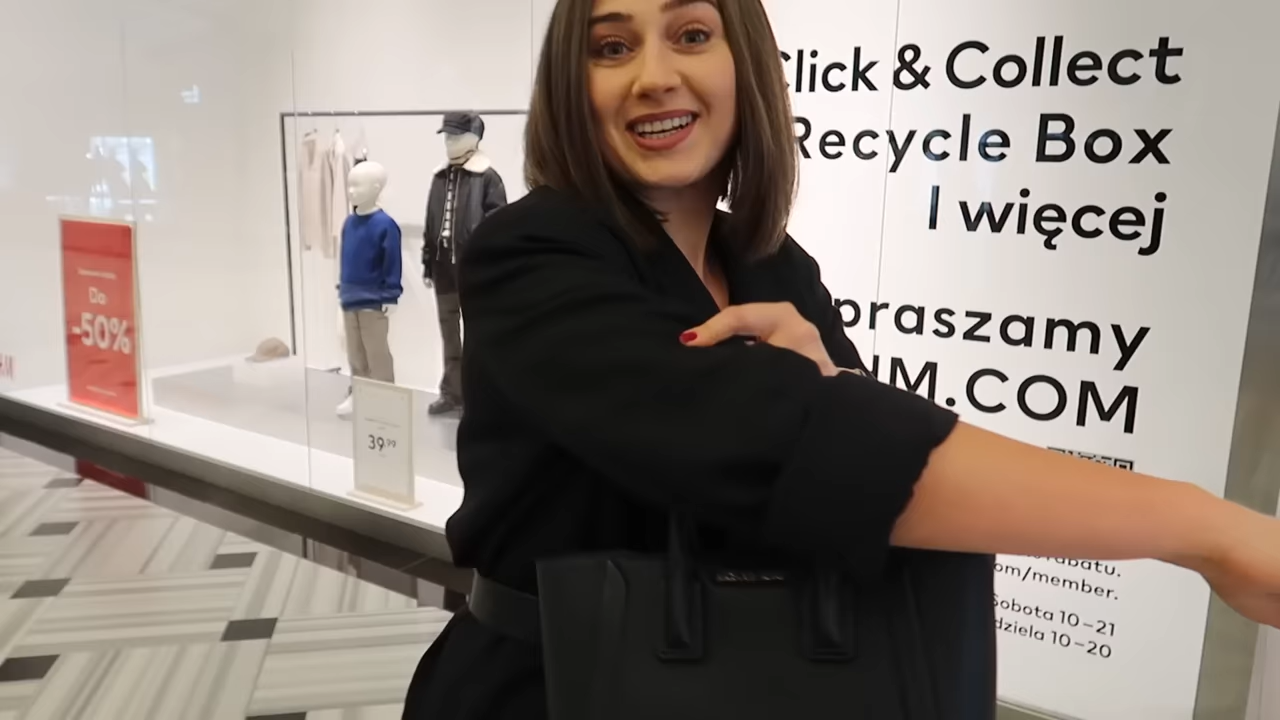 Click & Collect
Recycle Box
I więcej
praszamy
HM.COM
om/member.
Sobota 10-21
dziela 10-20
Do
-50%
39.99